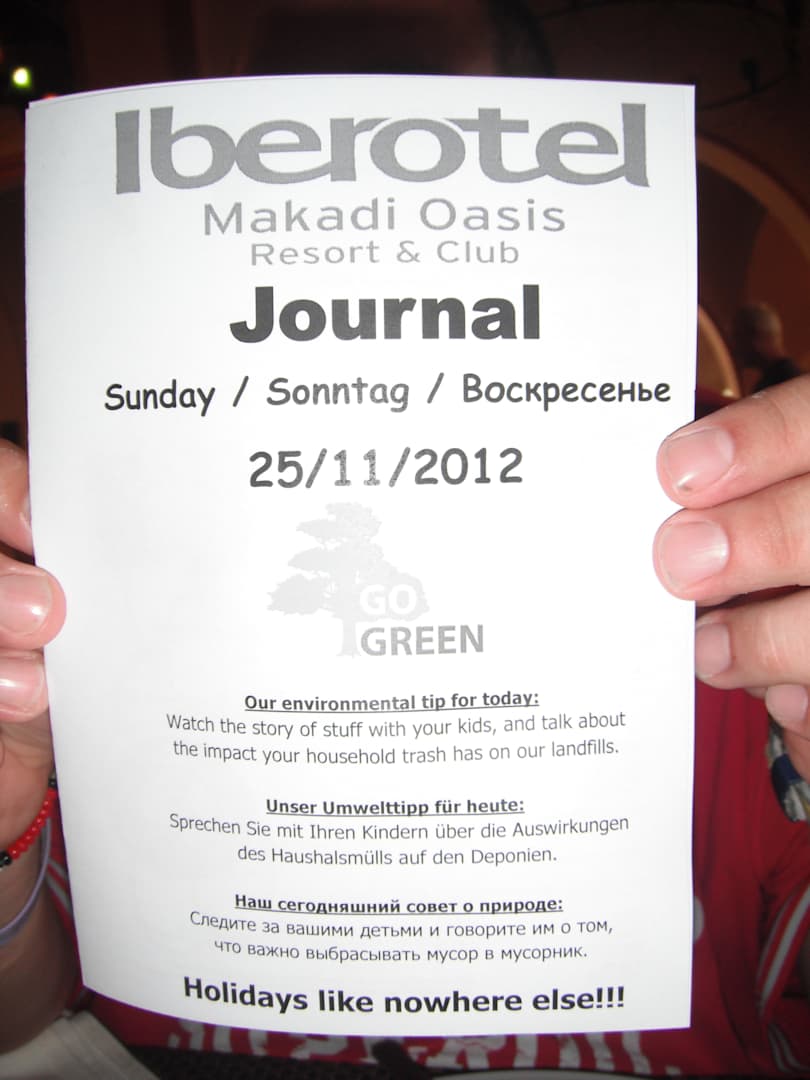 Iberotel
Makadi Oasis
Resort & Club
Journal
Sunday / Sonntag / Воскресенье
25/11/2012
GO
GREEN
Our environmental tip for today:
Watch the story of stuff with your kids, and talk about
the impact your household trash has on our landfills.
Unser Umwelttipp für heute:
Sprechen Sie mit Ihren Kindern über die Auswirkungen
des Haushalsmülls auf den Deponien.
Наш сегодняшний совет о природе:
Следите за вашими детьми и говорите им о том,
что важно выбрасывать мусор в мусорник.
Holidays like nowhere else!!!